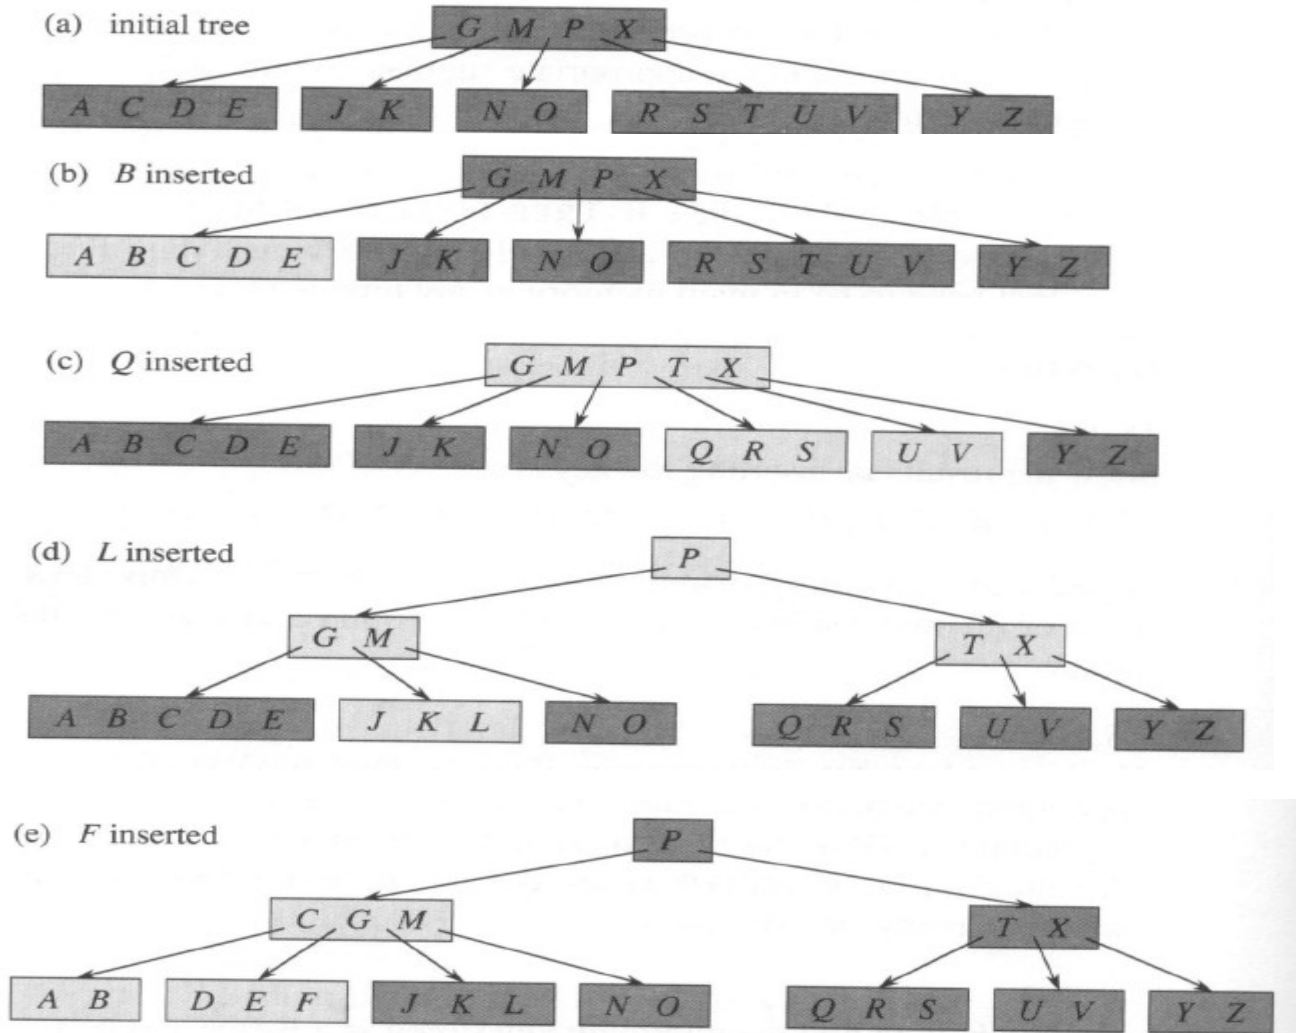 (a) initial tree
G M P X
A C D E J K N O R S T U V Y Z
(b) B inserted
G M P X
A B C D E J K N O R S T U V Y Z
(c) Q inserted
G M P T X
A B C D E J K N O Q R S U V Y Z
(d) L inserted
P
G M T X
A B C D E J K L N O Q R S U V Y Z
(e) F inserted
P
C G M T X
A B D E F J K L N O Q R S U V Y Z